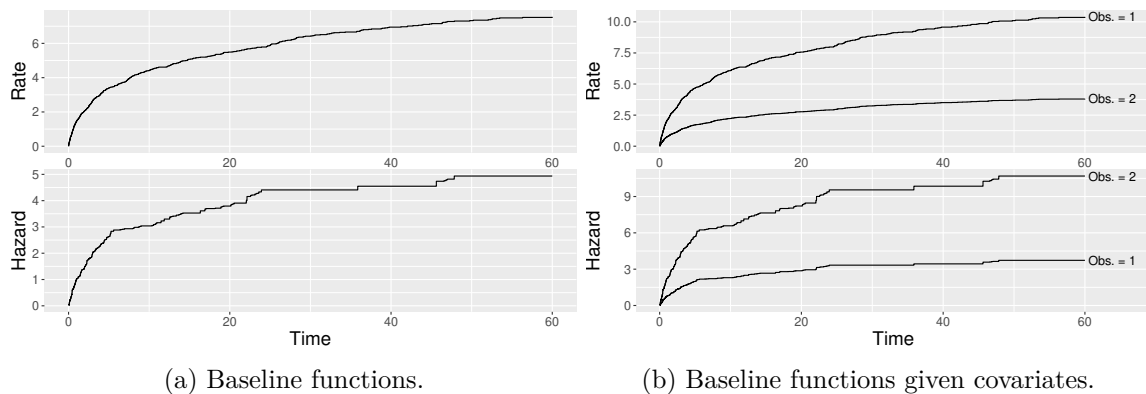 6
4
2
0
Rate
0
20
40
60
5
4
3
2
1
0
Hazard
0
20
40
60
Time
(a) Baseline functions.
10.0
7.5
5.0
2.5
0.0
Rate
Obs. = 1
Obs. = 2
0
20
40
60
9
6
3
0
Hazard
Obs. = 2
Obs. = 1
0
20
40
60
Time
(b) Baseline functions given covariates.